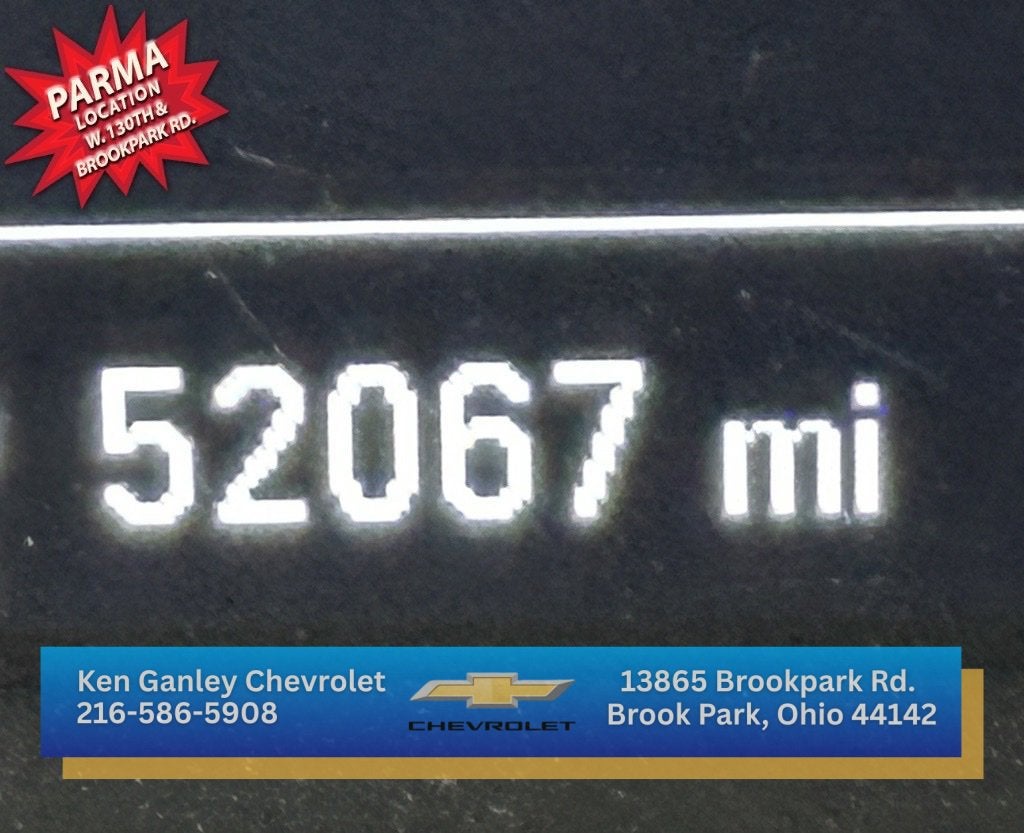 PARMA
LOCATION
W. 130TH &
BROOKPARK RD.
52067 mi
Ken Ganley Chevrolet
216-586-5908
CHEVROLET
13865 Brookpark Rd.
Brook Park, Ohio 44142